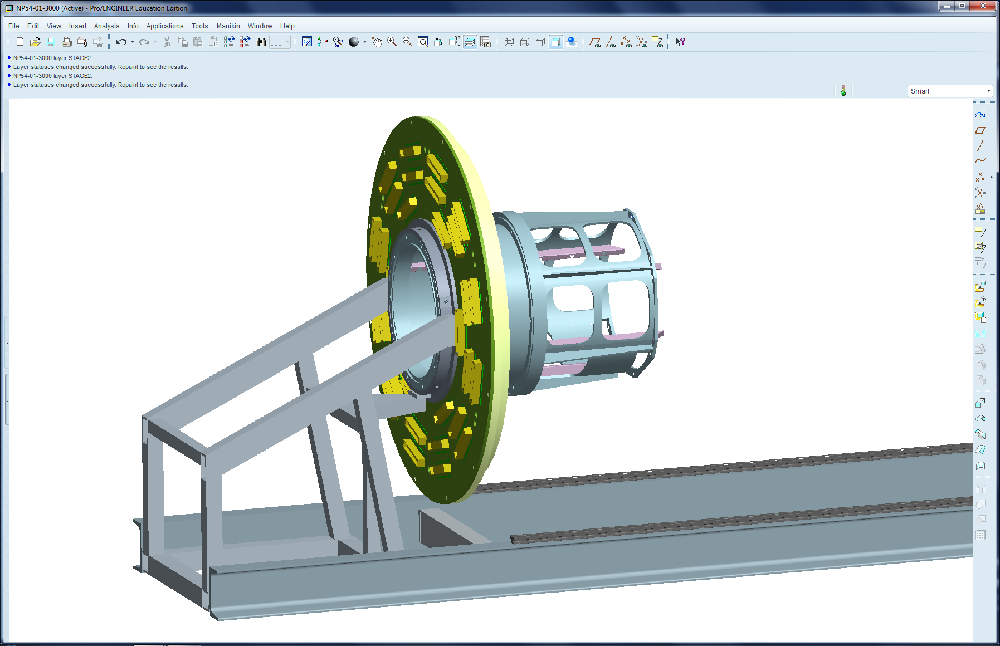 NP54-01-3000 (Active) - Pro/ENGINEER Education Edition
File Edit View Insert Analysis Info Applications Tools Manikin Window Help
NP54-01-3000 layer STAGE2.
Layer statuses changed successfully. Repaint to see the results.
NP54-01-3000 layer STAGE2.
Layer statuses changed successfully. Repaint to see the results.
Smart